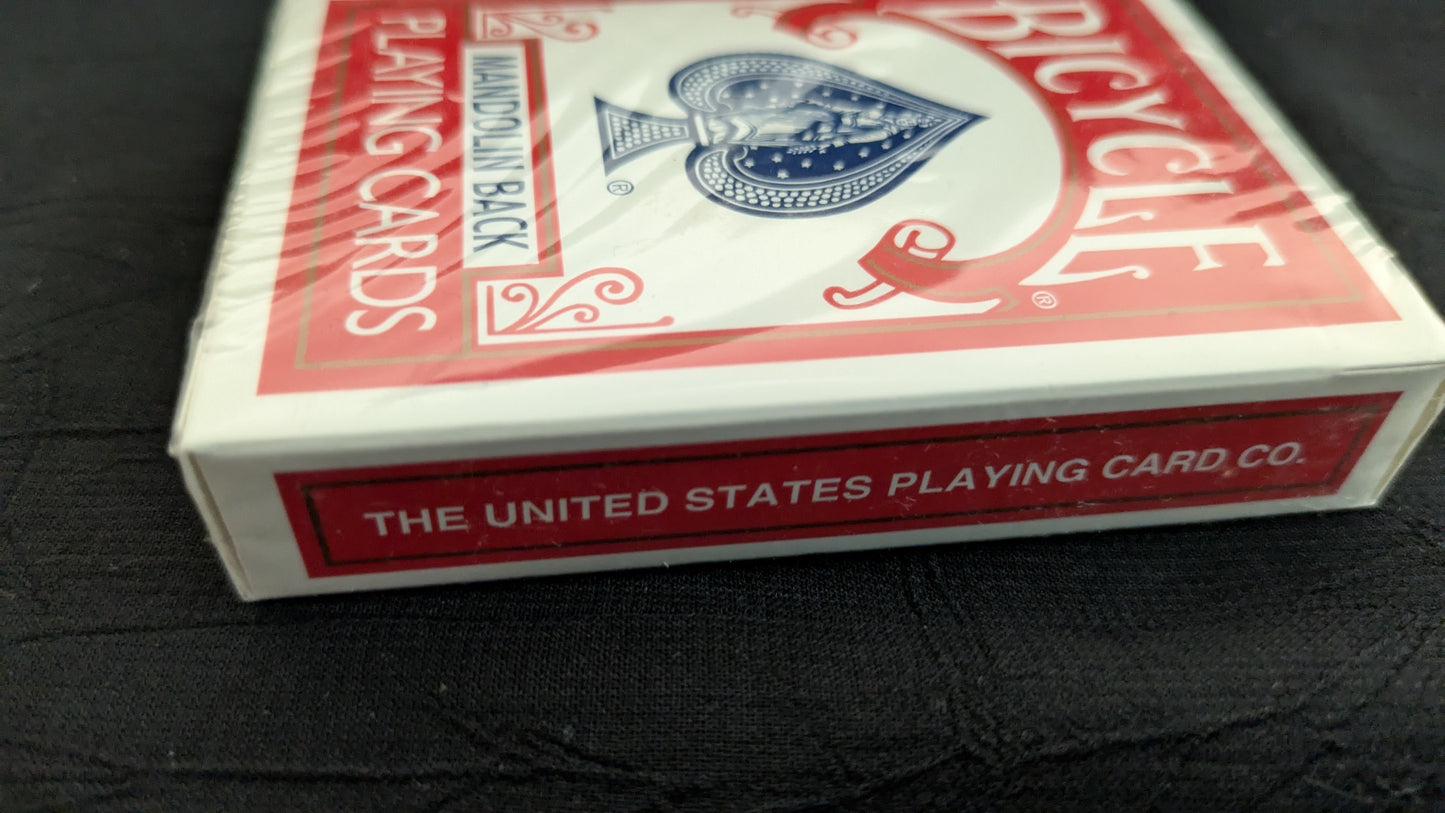 BICYCLE®
®
MANDOLIN BACK
PLAYING CARDS
THE UNITED STATES PLAYING CARD CO.